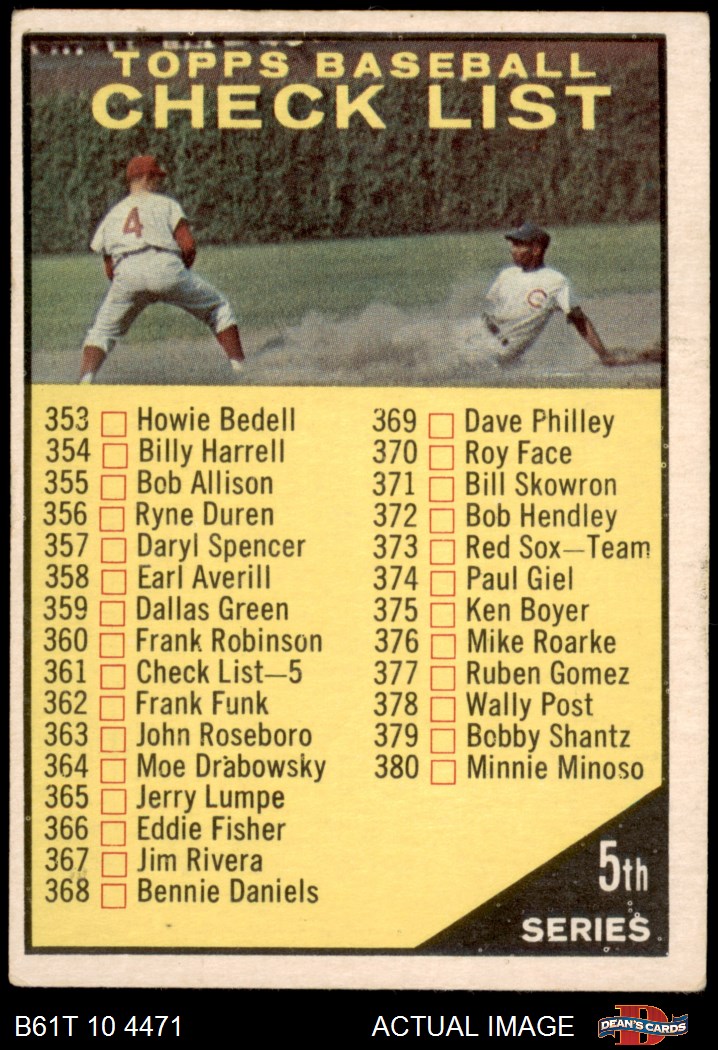 TOPPS BASEBALL
CHECK LIST
4
C
353 Howie Bedell
354 Billy Harrell
355 Bob Allison
356 Ryne Duren
357 Daryl Spencer
358 Earl Averill
359 Dallas Green
360 Frank Robinson
361 Check List—5
362 Frank Funk
363 John Roseboro
364 Moe Drabowsky
365 Jerry Lumpe
366 Eddie Fisher
367 Jim Rivera
368 Bennie Daniels
369 Dave Philley
370 Roy Face
371 Bill Skowron
372 Bob Hendley
373 Red Sox—Team
374 Paul Giel
375 Ken Boyer
376 Mike Roarke
377 Ruben Gomez
378 Wally Post
379 Bobby Shantz
380 Minnie Minoso
5th
SERIES
B61T 10 4471
ACTUAL IMAGE
D
DEAN'S CARDS